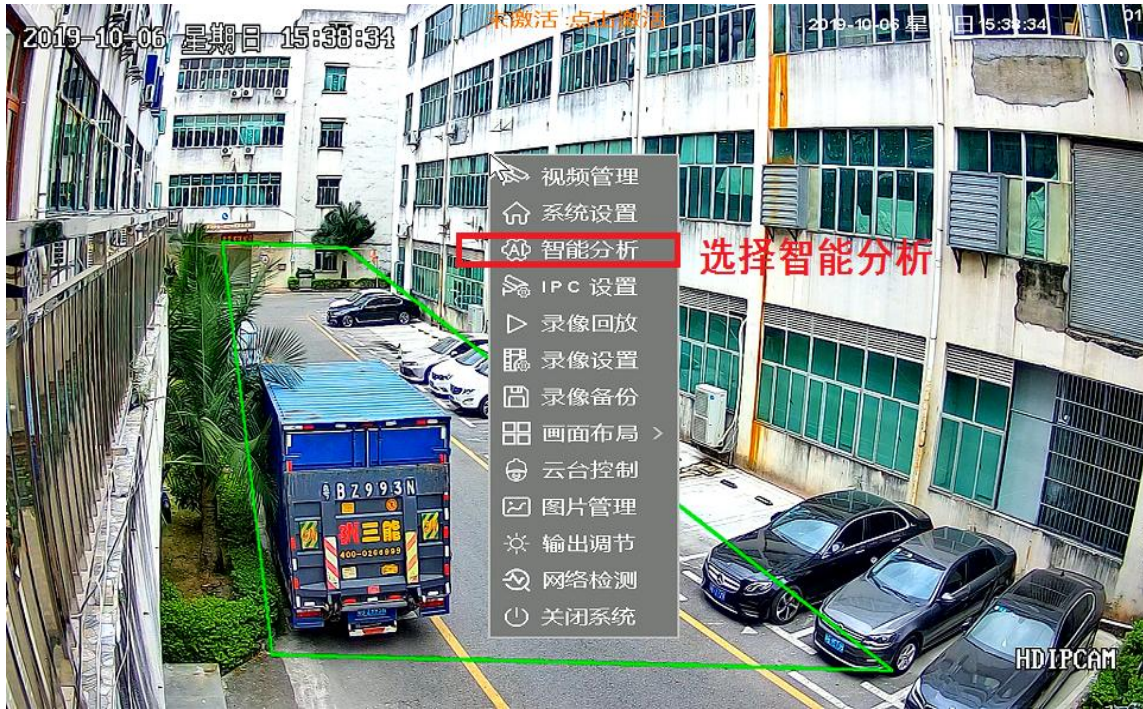 2019-10-06 星期日 15:38:34
未激活:点击激活
2019-10-06 星期日 15:38:34
视频管理
系统设置
智能分析
选择智能分析
IPC 设置
录像回放
录像设置
录像备份
画面布局 >
云台控制
图片管理
输出调节
网络检测
关闭系统
BZ993N
三能
400-0266999
HDIPCAM